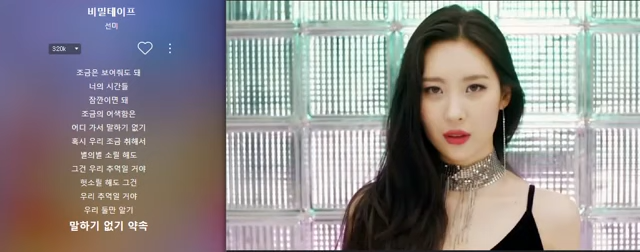 비밀테이프
선미
320k
조금은 보여줘도 돼
너의 시간들
잠깐이면 돼
조금의 어색함은
어디 가서 말하기 없기
혹시 우리 조금 취해서
별의별 소릴 해도
그건 우리 추억일 거야
헛소릴 해도 그건
우리 추억일 거야
우리 둘만 알기
말하기 없기 약속